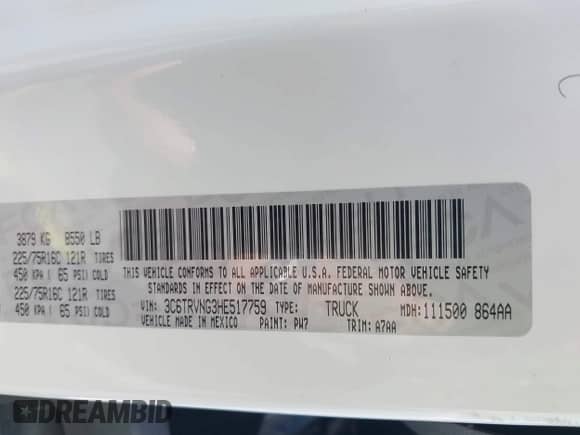 3879 KG 8550 LB
225/75R16C 121R TIRES
450 KPA ( 65 PSI) COLD
225/75R16C 121R TIRES
450 KPA ( 65 PSI) COLD
THIS VEHICLE CONFORMS TO ALL APPLICABLE U.S.A. FEDERAL MOTOR VEHICLE SAFETY
STANDARDS IN EFFECT ON THE DATE OF MANUFACTURE SHOWN ABOVE.
VIN: 3C6TRVNG3HE517759 TYPE: TRUCK MDH: 111500 864AA
VEHICLE MADE IN MEXICO PAINT: PW7 TRIM: A7AA
DREAMBID